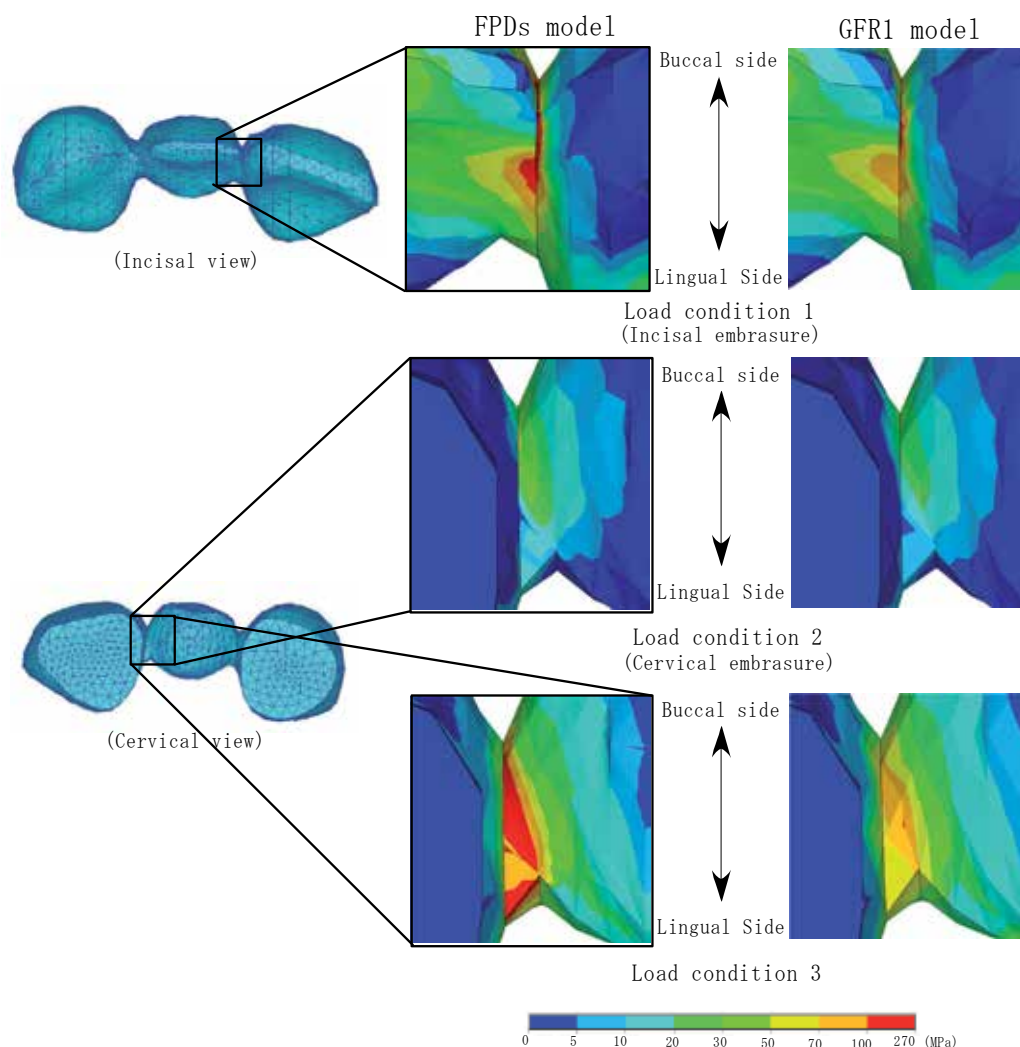 FPDs model
GFR1 model
Buccal side
(Incisal view)
Lingual Side
Load condition 1
(Incisal embrasure)
Buccal side
Lingual Side
Load condition 2
(Cervical embrasure)
(Cervical view)
Buccal side
Lingual Side
Load condition 3
0 5 10 20 30 50 70 100 270 (MPa)